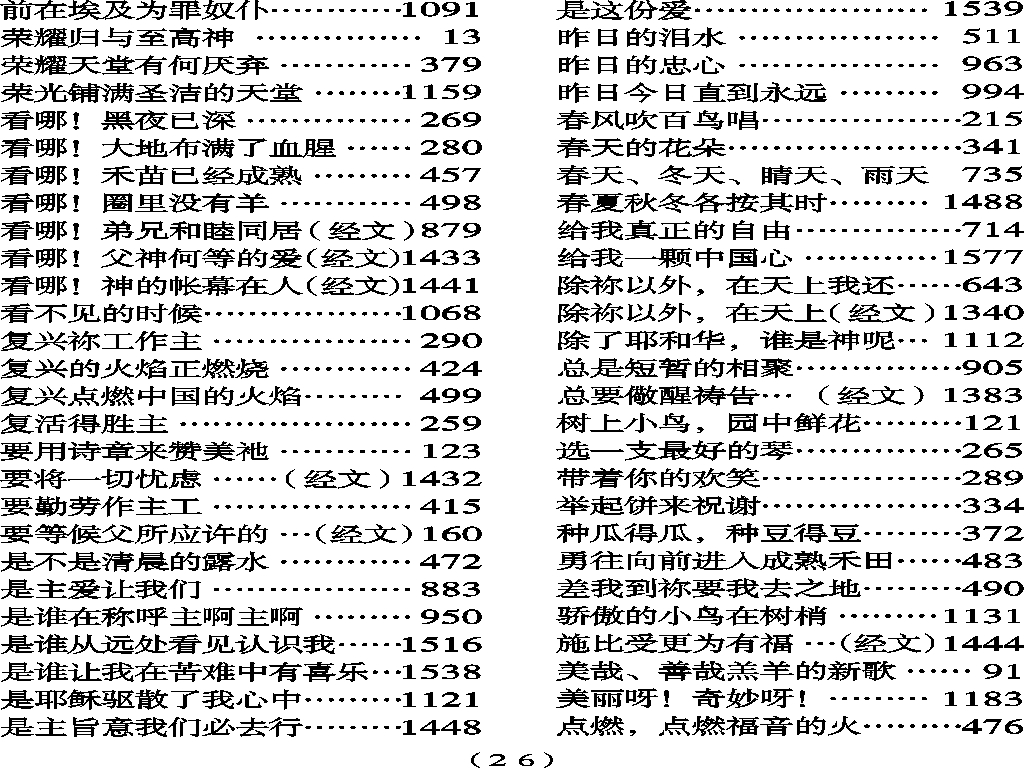 前在埃及为罪奴仆…………1091
荣耀归与至高神 …………… 13
荣耀天堂有何厌弃 ………… 379
荣光铺满圣洁的天堂 ………1159
看哪！黑夜已深 …………… 269
看哪！大地布满了血腥 …… 280
看哪！禾苗已经成熟 ……… 457
看哪！圈里没有羊 ………… 498
看哪！弟兄和睦同居(经文)879
看哪！父神何等的爱(经文)1433
看哪！神的帐幕在人(经文)1441
看不见的时候………………1068
复兴祢工作主 ……………… 290
复兴的火焰正燃烧 ………… 424
复兴点燃中国的火焰……… 499
复活得胜主 ………………… 259
要用诗章来赞美祂 ………… 123
要将一切忧虑 ……(经文)1432
要勤劳作主工 ……………… 415
要等候父所应许的 …(经文)160
是不是清晨的露水 ………… 472
是主爱让我们 ……………… 883
是谁在称呼主啊主啊 ……… 950
是谁从远处看见认识我……1516
是谁让我在苦难中有喜乐…1538
是耶稣驱散了我心中………1121
是主旨意我们必去行………1448
是这份爱………………… 1539
昨日的泪水 ……………… 511
昨日的忠心 ……………… 963
昨日今日直到永远 ……… 994
春风吹百鸟唱………………215
春天的花朵…………………341
春天、冬天、晴天、雨天 735
春夏秋冬各按其时……… 1488
给我真正的自由……………714
给我一颗中国心 …………1577
除祢以外，在天上我还……643
除祢以外，在天上(经文)1340
除了耶和华，谁是神呢… 1112
总是短暂的相聚……………905
总要儆醒祷告… (经文) 1383
树上小鸟，园中鲜花………121
选一支最好的琴……………265
带着你的欢笑………………289
举起饼来祝谢………………334
种瓜得瓜，种豆得豆………372
勇往向前进入成熟禾田……483
差我到祢要我去之地………490
骄傲的小鸟在树梢 ………1131
施比受更为有福 …(经文)1444
美哉、善哉羔羊的新歌 …… 91
美丽呀！奇妙呀！ ……… 1183
点燃，点燃福音的火………476
(26)